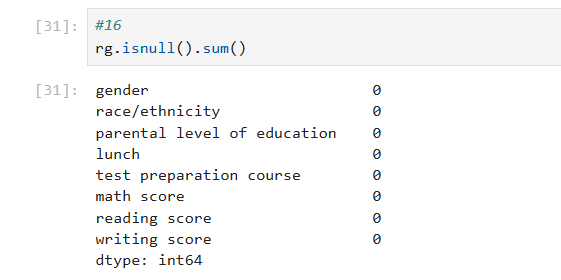 [31]: #16
rg.isnull().sum()
[31]: gender 0
race/ethnicity 0
parental level of education 0
lunch 0
test preparation course 0
math score 0
reading score 0
writing score 0
dtype: int64